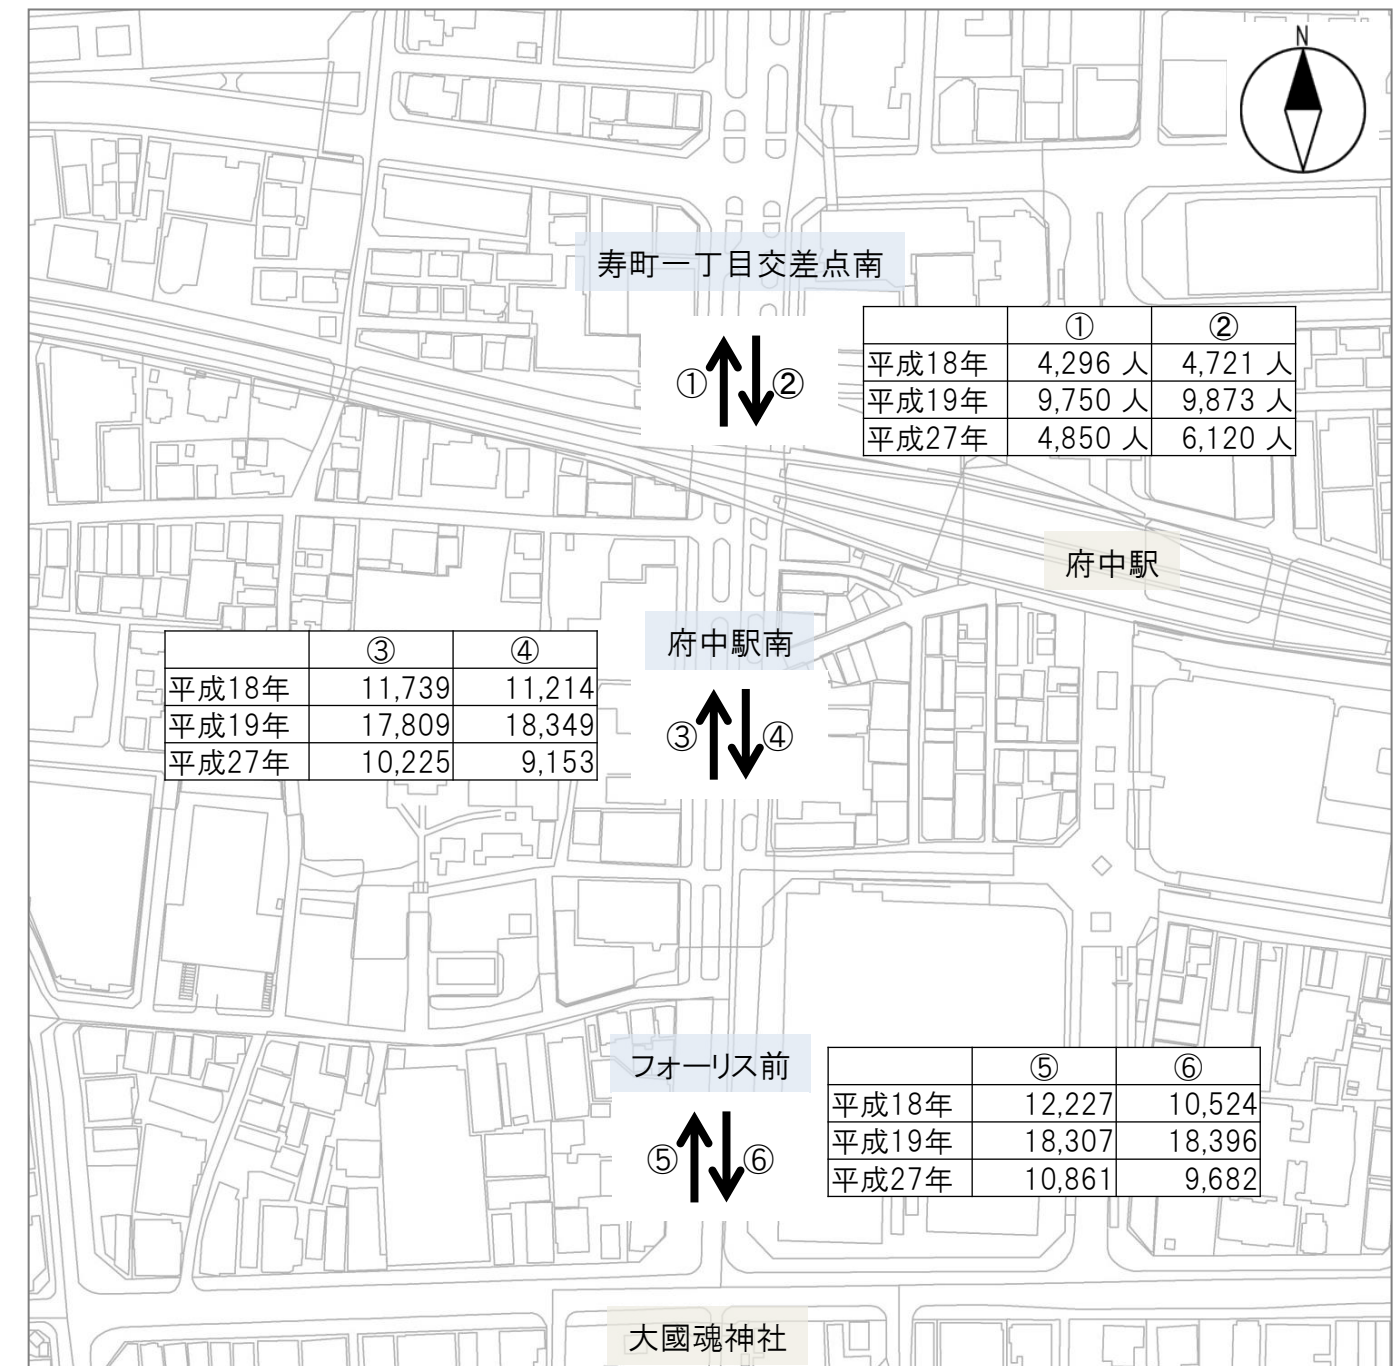 N
寿町一丁目交差点南
① ②
平成18年 4,296 人 4,721 人
平成19年 9,750 人 9,873 人
平成27年 4,850 人 6,120 人
① ②
府中駅
府中駅南
③ ④
平成18年 11,739 11,214
平成19年 17,809 18,349
平成27年 10,225 9,153
③ ④
フォーリス前
⑤ ⑥
平成18年 12,227 10,524
平成19年 18,307 18,396
平成27年 10,861 9,682
⑤ ⑥
大國魂神社